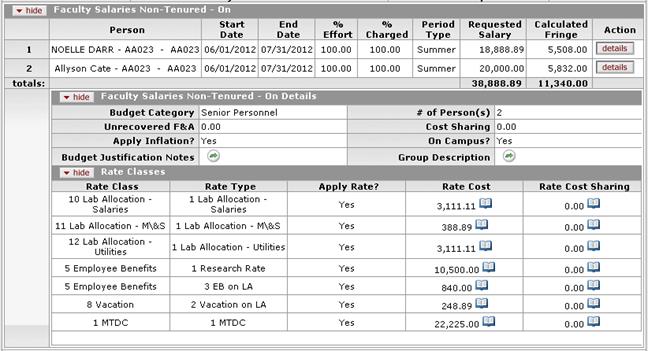 hide Faculty Salaries Non-Tenured - On
Person Start Date End Date % Effort % Charged Period Type Requested Salary Calculated Fringe Action
1 NOELLE DARR - AA023 - AA023 06/01/2012 07/31/2012 100.00 100.00 Summer 18,888.89 5,508.00 details
2 Allyson Cate - AA023 - AA023 06/01/2012 07/31/2012 100.00 100.00 Summer 20,000.00 5,832.00 details
totals: 38,888.89 11,340.00
hide Faculty Salaries Non-Tenured - On Details
Budget Category Senior Personnel # of Person(s) 2
Unrecovered F&A 0.00 Cost Sharing 0.00
Apply Inflation? Yes On Campus? Yes
Budget Justification Notes Group Description
hide Rate Classes
Rate Class Rate Type Apply Rate? Rate Cost Rate Cost Sharing
10 Lab Allocation - Salaries 1 Lab Allocation - Salaries Yes 3,111.11 0.00
11 Lab Allocation - M\&S 1 Lab Allocation - M\&S Yes 388.89 0.00
12 Lab Allocation - Utilities 1 Lab Allocation - Utilities Yes 3,111.11 0.00
5 Employee Benefits 1 Research Rate Yes 10,500.00 0.00
5 Employee Benefits 3 EB on LA Yes 840.00 0.00
8 Vacation 2 Vacation on LA Yes 248.89 0.00
1 MTDC 1 MTDC Yes 22,225.00 0.00